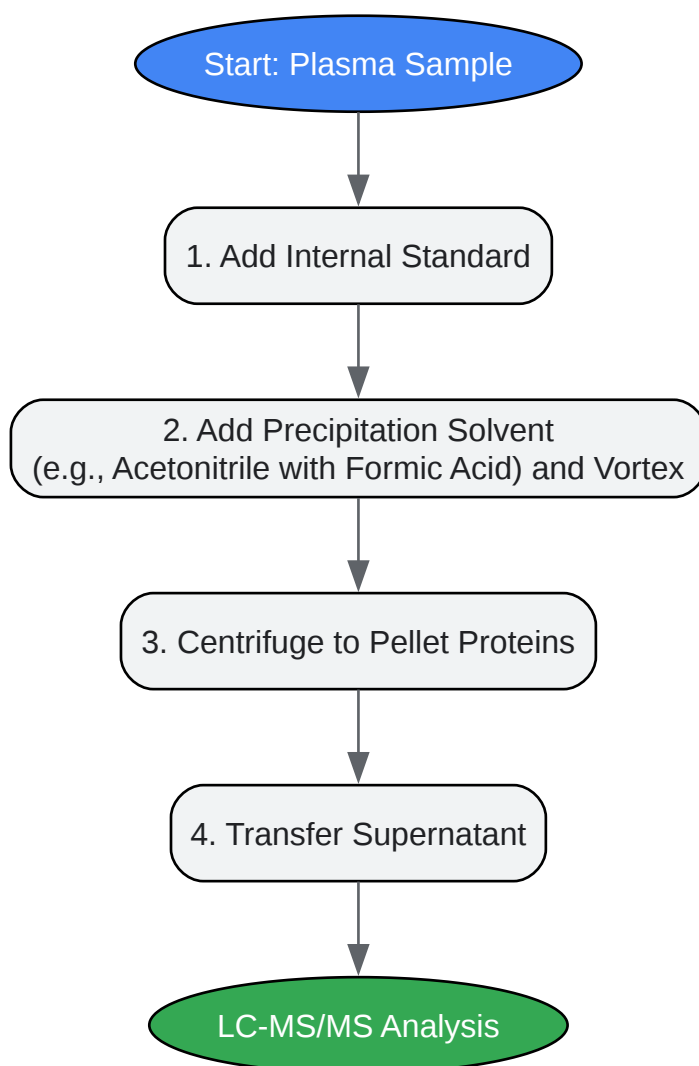 Start: Plasma Sample
1. Add Internal Standard
2. Add Precipitation Solvent
(e.g., Acetonitrile with Formic Acid) and Vortex
3. Centrifuge to Pellet Proteins
4. Transfer Supernatant
LC-MS/MS Analysis